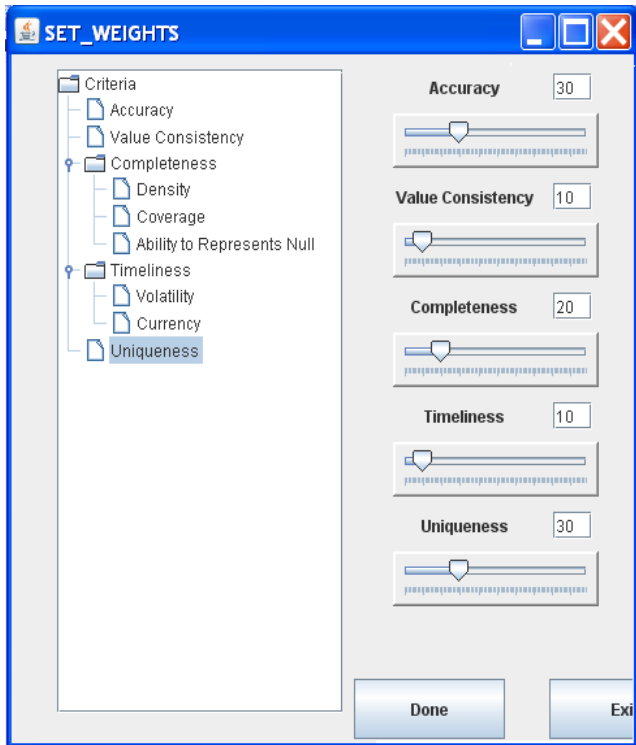 SET_WEIGHTS
Criteria
Accuracy
Value Consistency
Completeness
Density
Coverage
Ability to Represents Null
Timeliness
Volatility
Currency
Uniqueness
Accuracy 30
Value Consistency 10
Completeness 20
Timeliness 10
Uniqueness 30
Done Exi